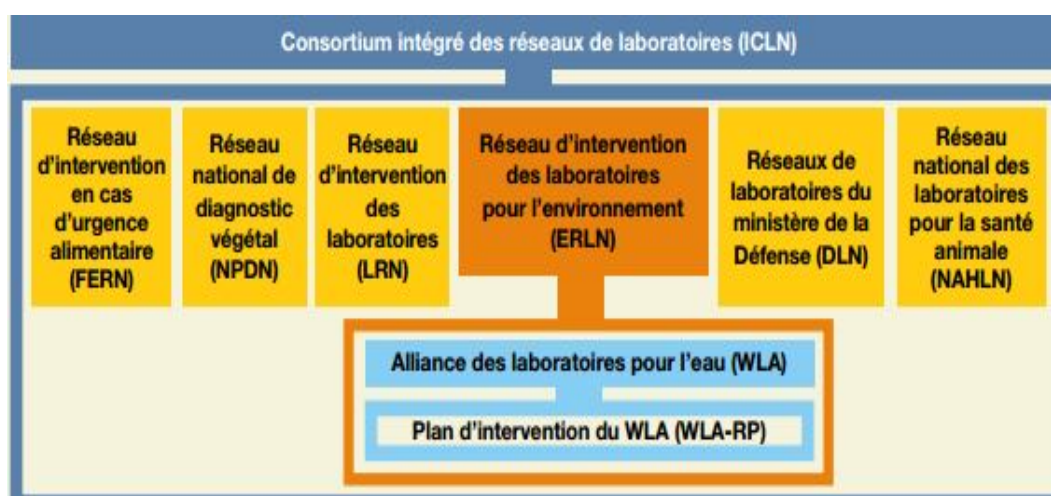 Consortium intégré des réseaux de laboratoires (ICLN)
Réseau
d'intervention
en cas
d'urgence
alimentaire
(FERN)
Réseau
national de
diagnostic
végétal
(NPDN)
Réseau
d'intervention
des
laboratoires
(LRN)
Réseau d'intervention
des laboratoires
pour l'environnement
(ERLN)
Réseaux de
laboratoires du
ministère de la
Défense (DLN)
Réseau
national des
laboratoires
pour la santé
animale
(NAHLN)
Alliance des laboratoires pour l'eau (WLA)
Plan d'intervention du WLA (WLA-RP)